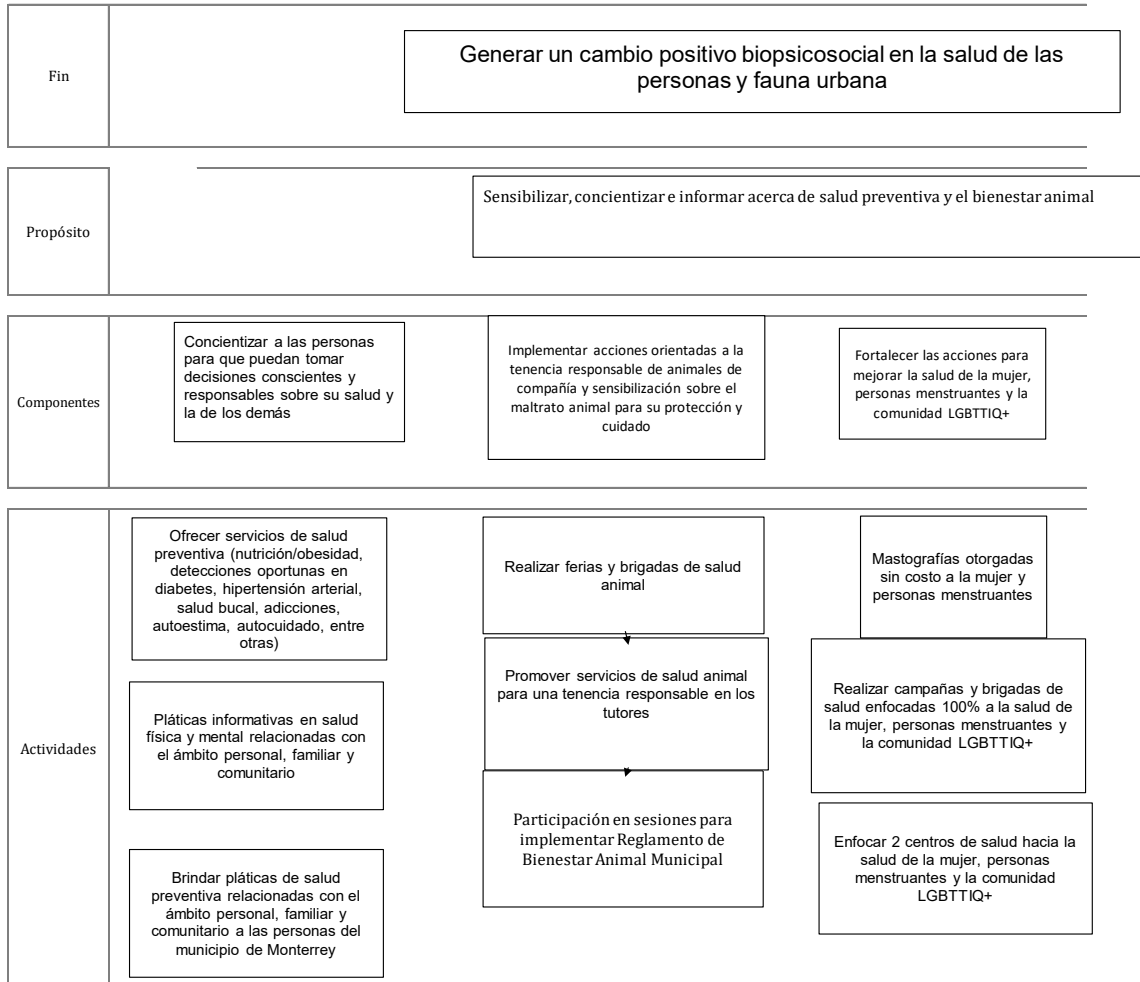 Fin
Generar un cambio positivo biopsicosocial en la salud de las
personas y fauna urbana
Propósito
Sensibilizar, concientizar e informar acerca de salud preventiva y el bienestar animal
Componentes
Concientizar a las personas
para que puedan tomar
decisiones conscientes y
responsables sobre su salud y
la de los demás
Implementar acciones orientadas a la
tenencia responsable de animales de
compañía y sensibilización sobre el
maltrato animal para su protección y
cuidado
Fortalecer las acciones para
mejorar la salud de la mujer,
personas menstruantes y la
comunidad LGBTTIQ+
Actividades
Ofrecer servicios de salud
preventiva (nutrición/obesidad,
detecciones oportunas en
diabetes, hipertensión arterial,
salud bucal, adicciones,
autoestima, autocuidado, entre
otras)
Pláticas informativas en salud
física y mental relacionadas con
el ámbito personal, familiar y
comunitario
Brindar pláticas de salud
preventiva relacionadas con el
ámbito personal, familiar y
comunitario a las personas del
municipio de Monterrey
Realizar ferias y brigadas de salud
animal
Promover servicios de salud animal
para una tenencia responsable en los
tutores
Participación en sesiones para
implementar Reglamento de
Bienestar Animal Municipal
Mastografías otorgadas
sin costo a la mujer y
personas menstruantes
Realizar campañas y brigadas de
salud enfocadas 100% a la salud de
la mujer, personas menstruantes y
la comunidad LGBTTIQ+
Enfocar 2 centros de salud hacia la
salud de la mujer, personas
menstruantes y la comunidad
LGBTTIQ+